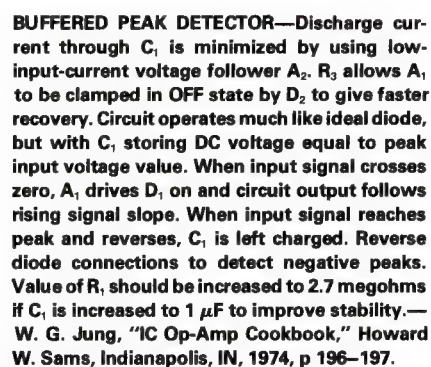 BUFFERED PEAK DETECTOR—Discharge cur-
rent through C₁ is minimized by using low-
input-current voltage follower A₂. R₃ allows A₁
to be clamped in OFF state by D₂ to give faster
recovery. Circuit operates much like ideal diode,
but with C₁ storing DC voltage equal to peak
input voltage value. When input signal crosses
zero, A₁ drives D₁ on and circuit output follows
rising signal slope. When input signal reaches
peak and reverses, C₁ is left charged. Reverse
diode connections to detect negative peaks.
Value of R₁ should be increased to 2.7 megohms
if C₁ is increased to 1 μF to improve stability.—
W. G. Jung, "IC Op-Amp Cookbook," Howard
W. Sams, Indianapolis, IN, 1974, p 196–197.